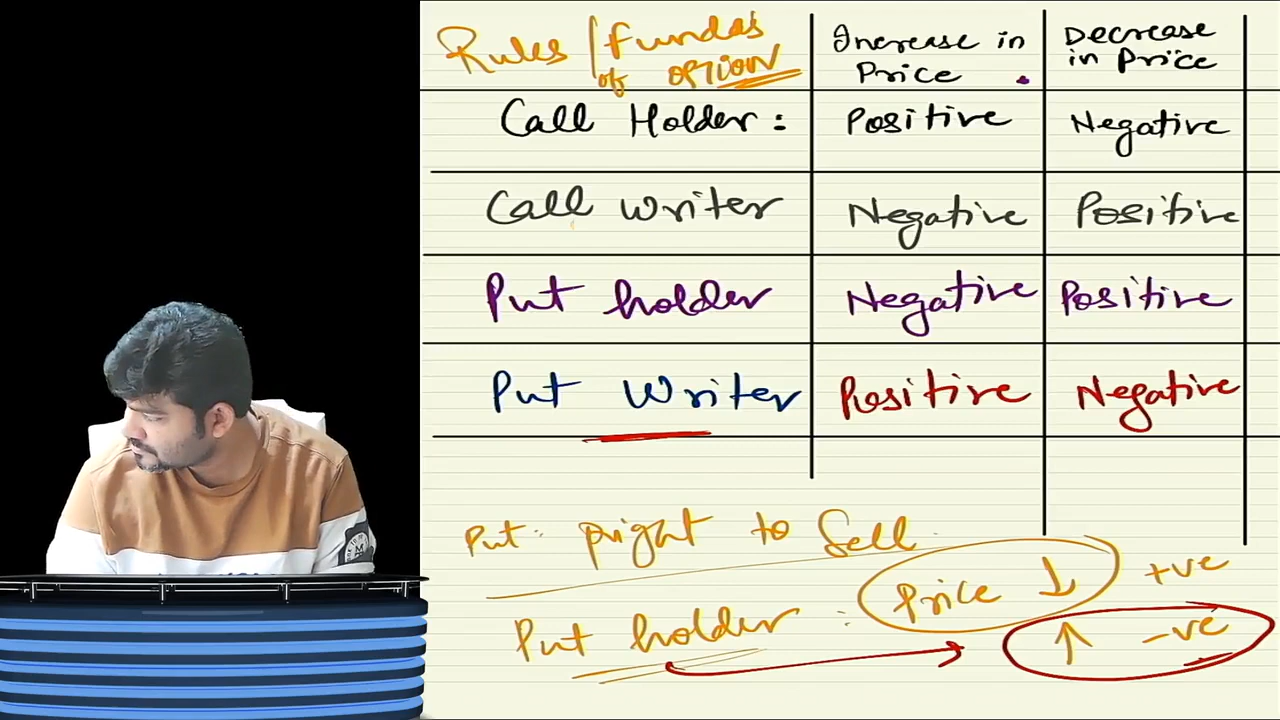 Rules / fundas of option
Increase in Price
Decrease in Price
Call Holder : Positive Negative
Call Writer Negative Positive
Put holder Negative Positive
Put Writer Positive Negative
Put: right to Sell
Put holder : Price ↓ +ve
↑ -ve